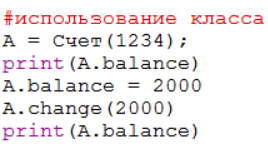 #использование класса
A = Счет(1234);
print(A.balance)
A.balance = 2000
A.change(2000)
print(A.balance)